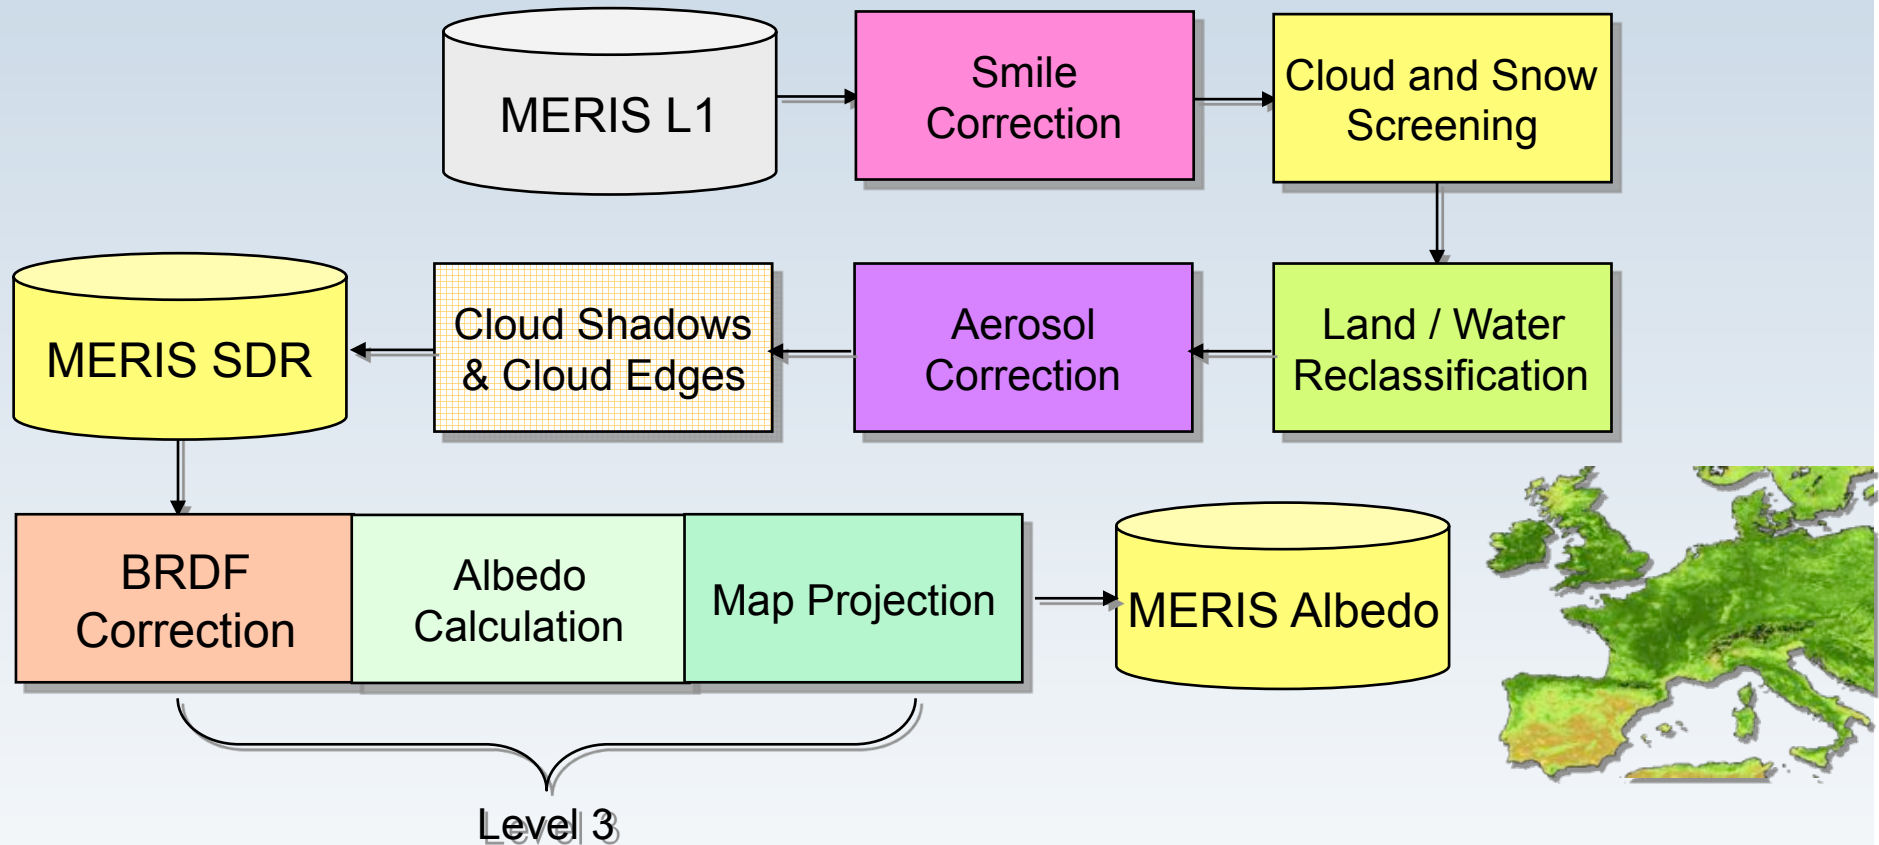 MERIS L1
Smile
Correction
Cloud and Snow
Screening
MERIS SDR
Cloud Shadows
& Cloud Edges
Aerosol
Correction
Land / Water
Reclassification
BRDF
Correction
Albedo
Calculation
Map Projection
MERIS Albedo
Level 3